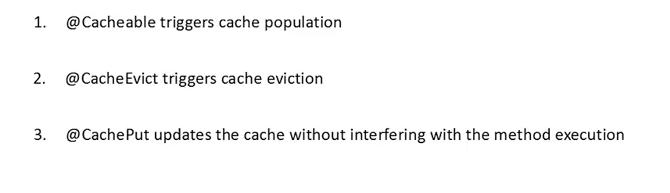 1. @Cacheable triggers cache population
2. @CacheEvict triggers cache eviction
3. @CachePut updates the cache without interfering with the method execution